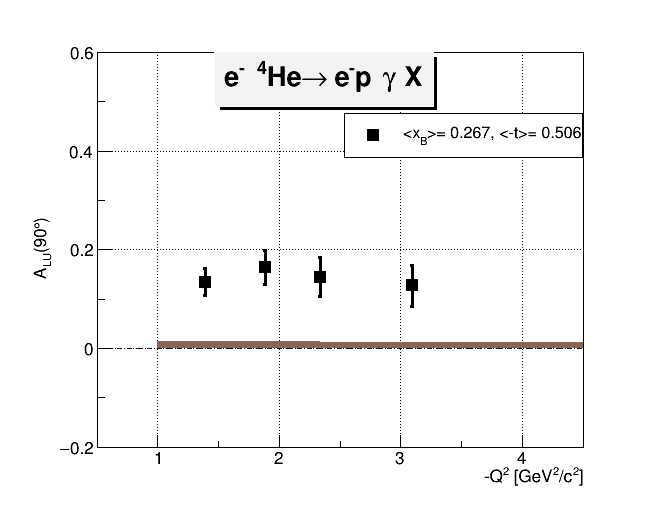 e⁻ ⁴He→ e⁻p γ X
<x_B>= 0.267, <-t>= 0.506
A_LU(90°)
0.6
0.4
0.2
0
−0.2
1 2 3 4
-Q² [GeV²/c²]